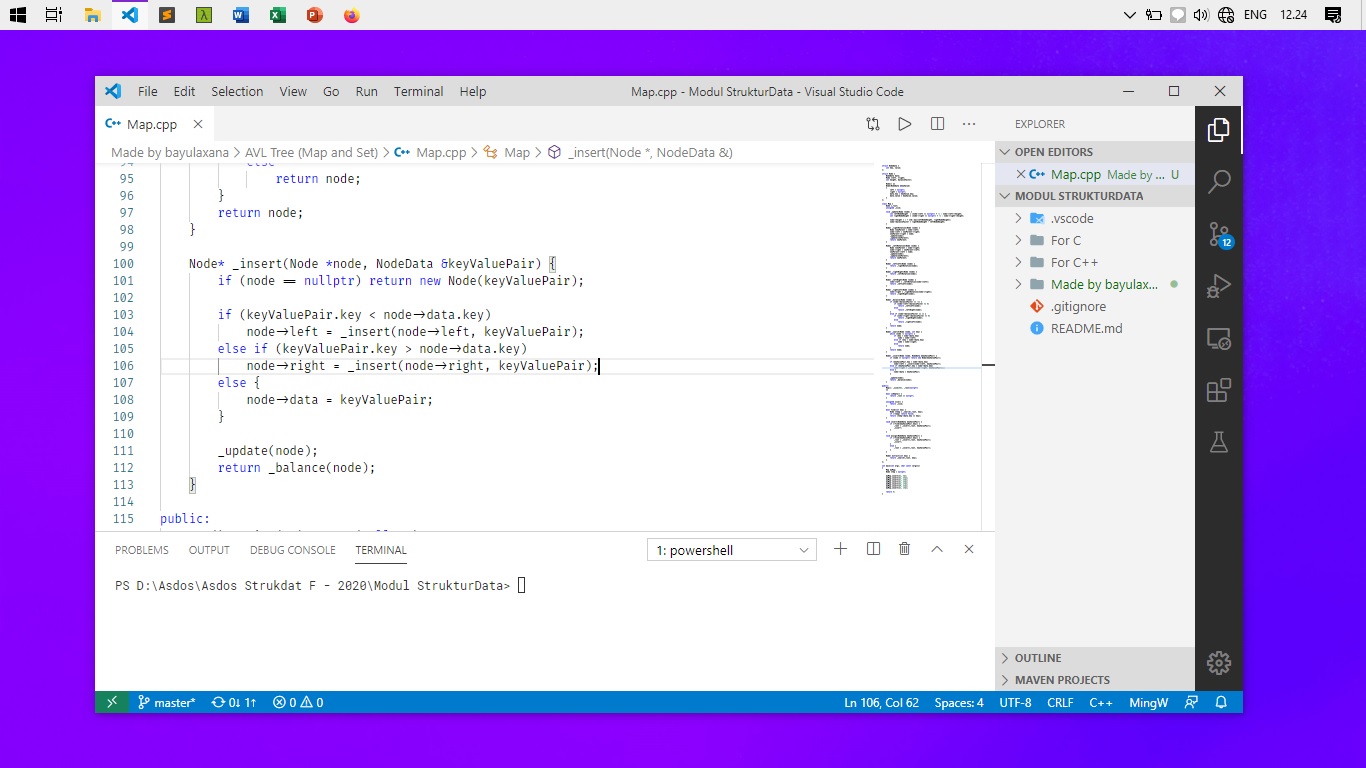 ENG 12.24
File Edit Selection View Go Run Terminal Help
Map.cpp - Modul StrukturData - Visual Studio Code
Map.cpp
Made by bayulaxana > AVL Tree (Map and Set) > Map.cpp > Map > _insert(Node *, NodeData &)
94 else
95 return node;
96 }
97 return node;
98 }
99
100 Node* _insert(Node *node, NodeData &keyValuePair) {
101 if (node == nullptr) return new Node(keyValuePair);
102
103 if (keyValuePair.key < node->data.key)
104 node->left = _insert(node->left, keyValuePair);
105 else if (keyValuePair.key > node->data.key)
106 node->right = _insert(node->right, keyValuePair);
107 else {
108 node->data = keyValuePair;
109 }
110
111 _update(node);
112 return _balance(node);
113 }
114
115 public:
EXPLORER
OPEN EDITORS
Map.cpp Made by ... U
MODUL STRUKTURDATA
.vscode
For C
For C++
Made by bayulax...
.gitignore
README.md
OUTLINE
MAVEN PROJECTS
12
PROBLEMS OUTPUT DEBUG CONSOLE TERMINAL
1: powershell
PS D:\Asdos\Asdos Strukdat F - 2020\Modul StrukturData>
master* 0↓ 1↑ 0 0
Ln 106, Col 62 Spaces: 4 UTF-8 CRLF C++ MingW